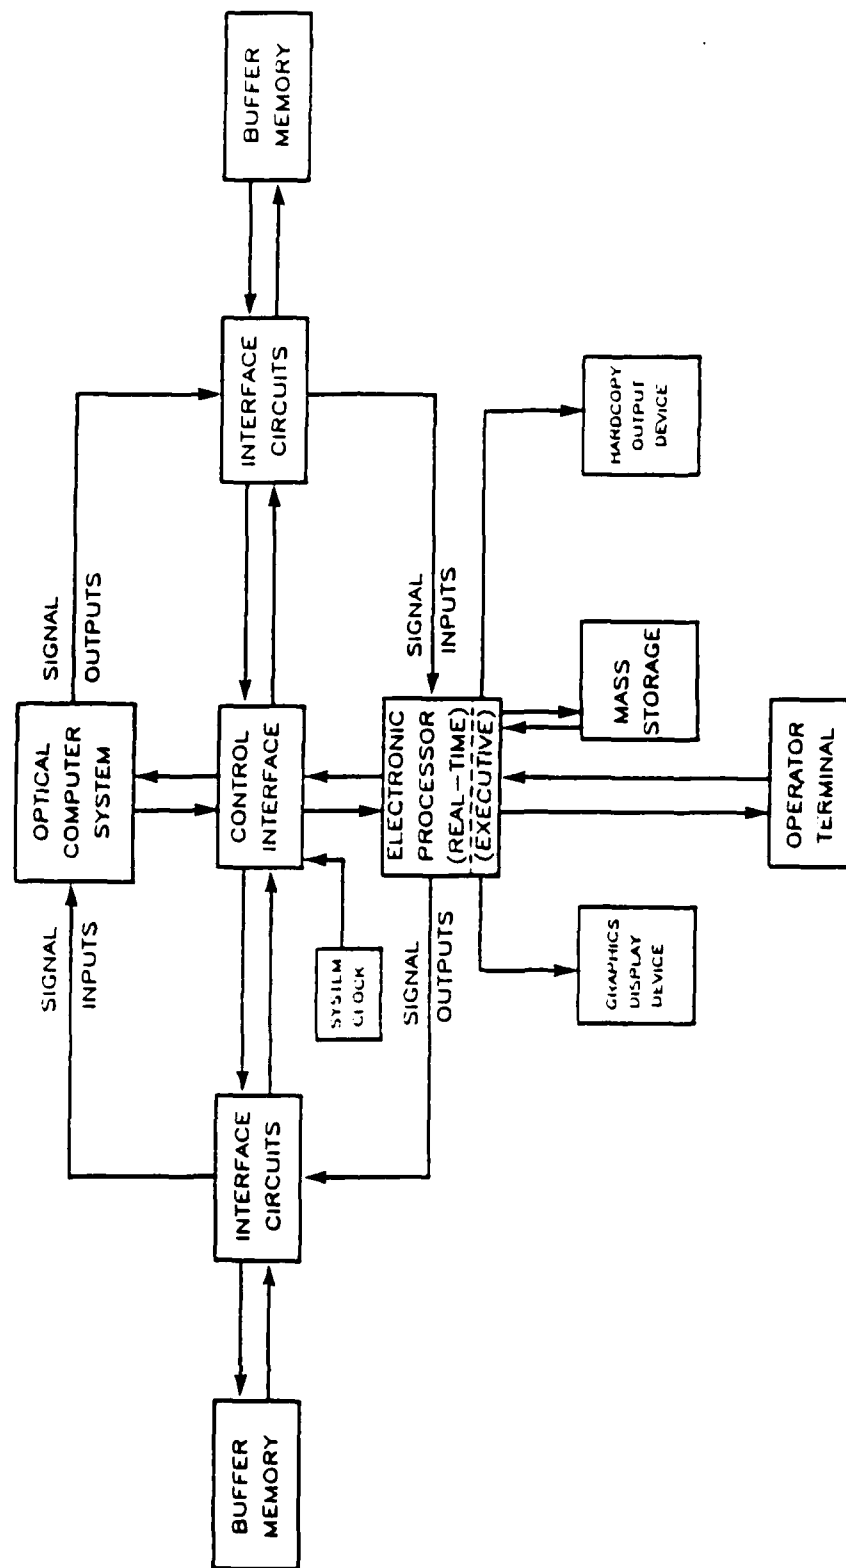 OPTICAL
COMPUTER
SYSTEM
SIGNAL
INPUTS
SIGNAL
OUTPUTS
BUFFER
MEMORY
INTERFACE
CIRCUITS
CONTROL
INTERFACE
INTERFACE
CIRCUITS
BUFFER
MEMORY
SYSTEM
CLOCK
SIGNAL
OUTPUTS
ELECTRONIC
PROCESSOR
(REAL-TIME)
(EXECUTIVE)
SIGNAL
INPUTS
GRAPHICS
DISPLAY
DEVICE
MASS
STORAGE
HARDCOPY
OUTPUT
DEVICE
OPERATOR
TERMINAL